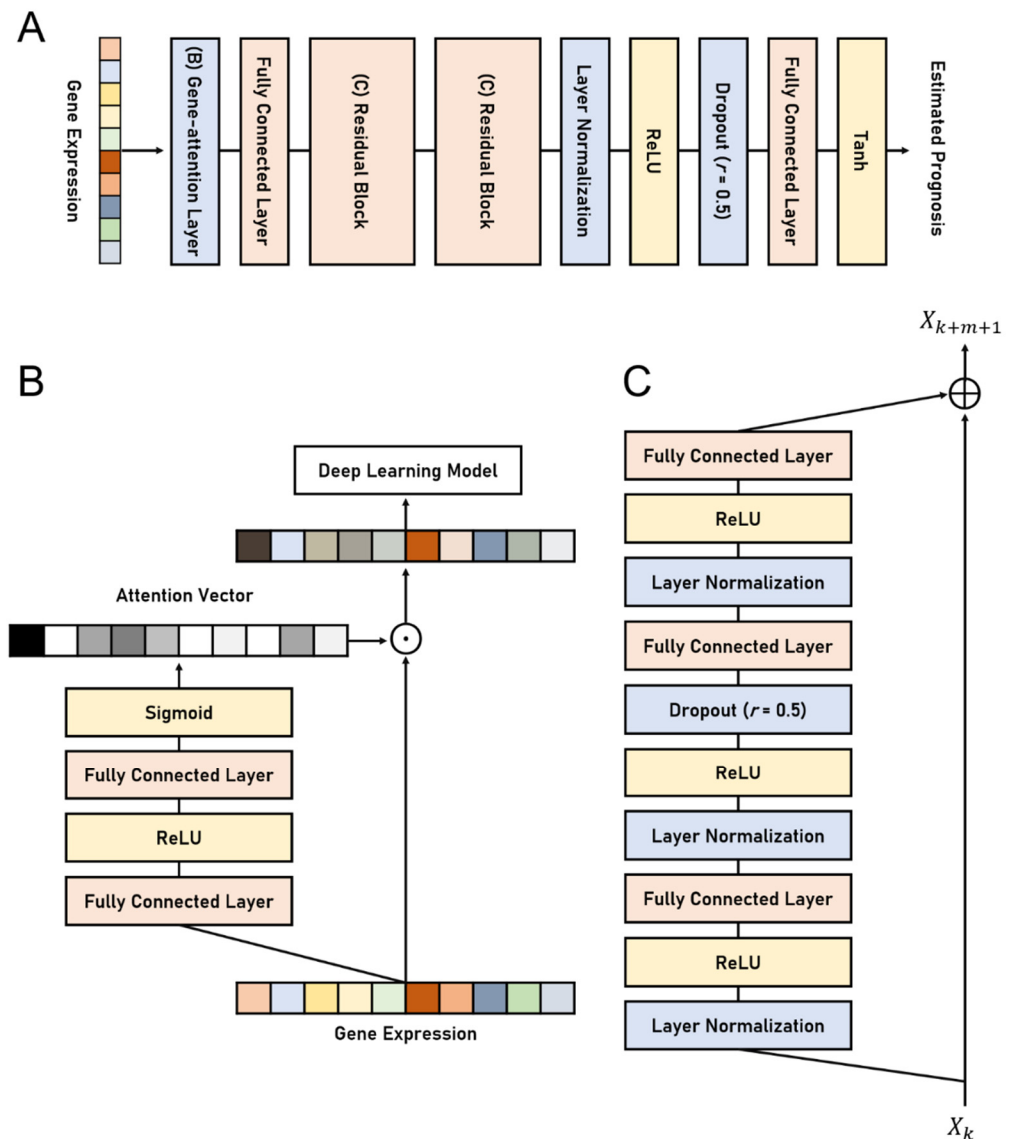 A
Gene Expression
(B) Gene-attention Layer
Fully Connected Layer
(C) Residual Block
(C) Residual Block
Layer Normalization
ReLU
Dropout (r = 0.5)
Fully Connected Layer
Tanh
Estimated Prognosis
B
Deep Learning Model
Attention Vector
Sigmoid
Fully Connected Layer
ReLU
Fully Connected Layer
Gene Expression
C
X_{k+m+1}
Fully Connected Layer
ReLU
Layer Normalization
Fully Connected Layer
Dropout (r = 0.5)
ReLU
Layer Normalization
Fully Connected Layer
ReLU
Layer Normalization
X_k